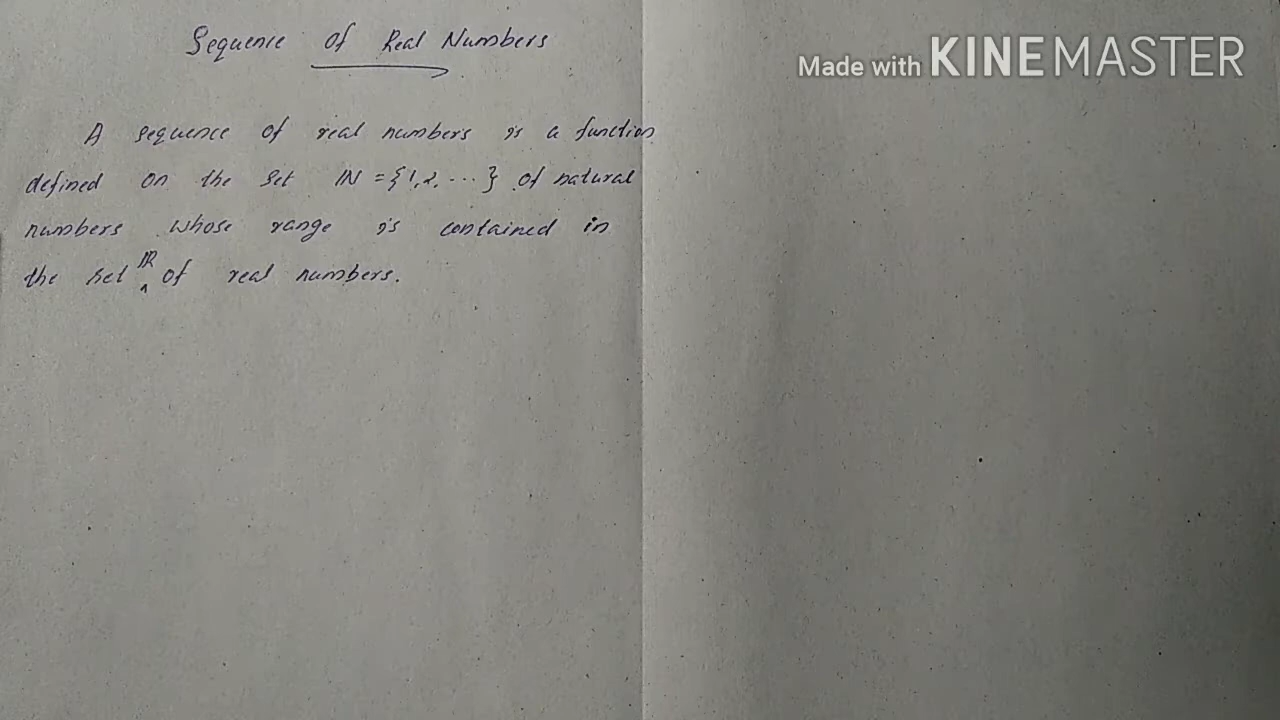 Sequence of Real Numbers
Made with KINEMASTER
A sequence of real numbers is a function
defined on the set ℕ = {1, 2, ...} of natural
numbers whose range is contained in
the set ℝ of real numbers.